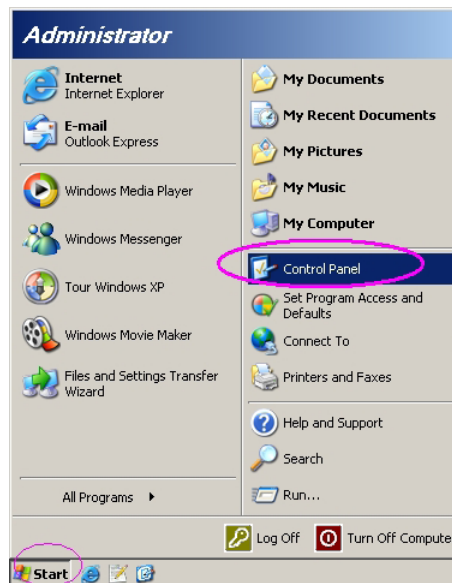 Administrator
Internet
Internet Explorer
E-mail
Outlook Express
Windows Media Player
Windows Messenger
Tour Windows XP
Windows Movie Maker
Files and Settings Transfer
Wizard
All Programs
My Documents
My Recent Documents
My Pictures
My Music
My Computer
Control Panel
Set Program Access and
Defaults
Connect To
Printers and Faxes
Help and Support
Search
Run...
Log Off
Turn Off Compute
Start